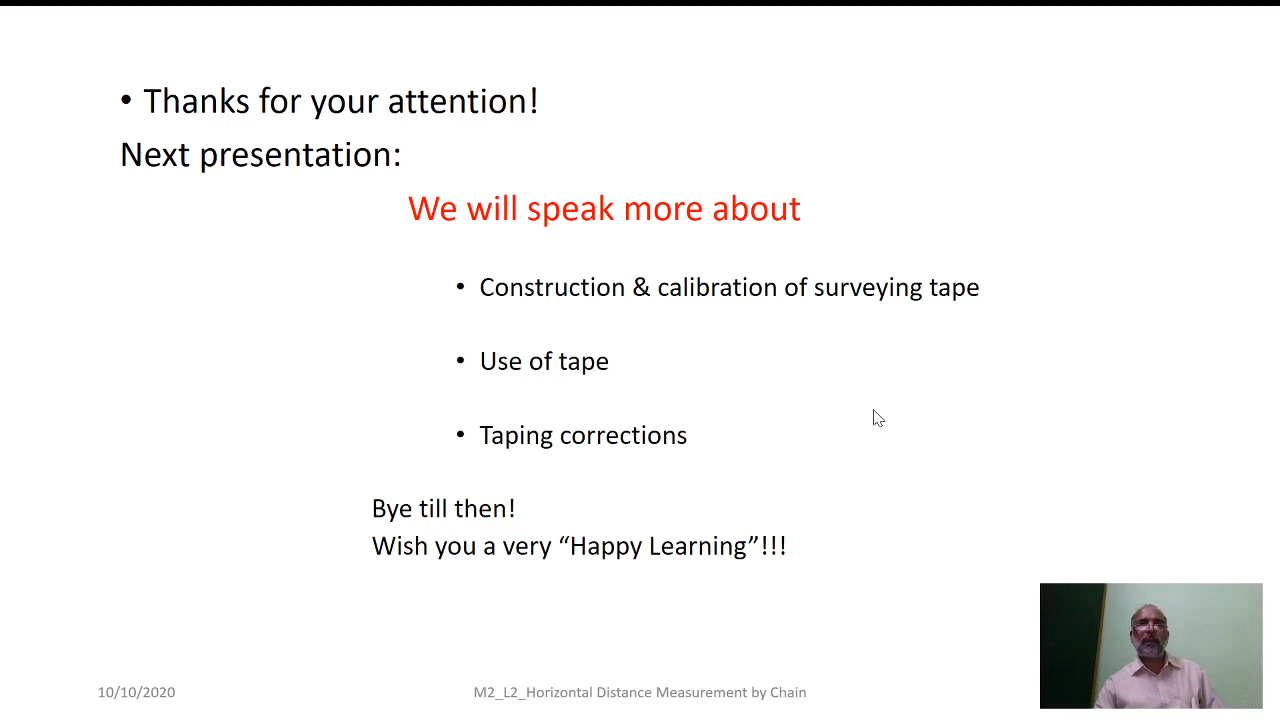 • Thanks for your attention!
Next presentation:
We will speak more about
• Construction & calibration of surveying tape
• Use of tape
• Taping corrections
Bye till then!
Wish you a very “Happy Learning”!!!
10/10/2020
M2_L2_Horizontal Distance Measurement by Chain